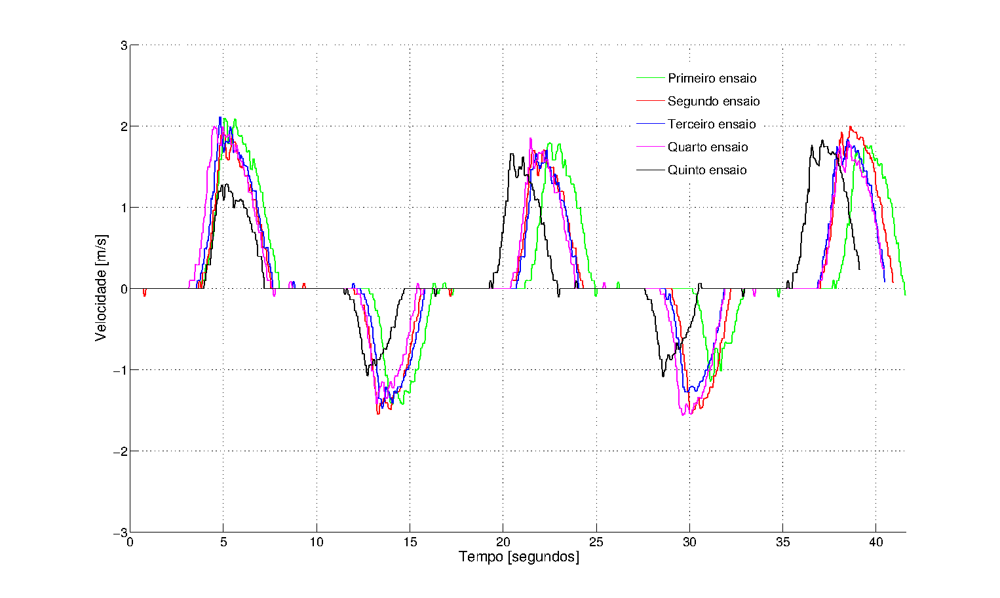 3
2
1
0
−1
−2
−3
Velocidade [m/s]
Primeiro ensaio
Segundo ensaio
Terceiro ensaio
Quarto ensaio
Quinto ensaio
0 5 10 15 20 25 30 35 40
Tempo [segundos]